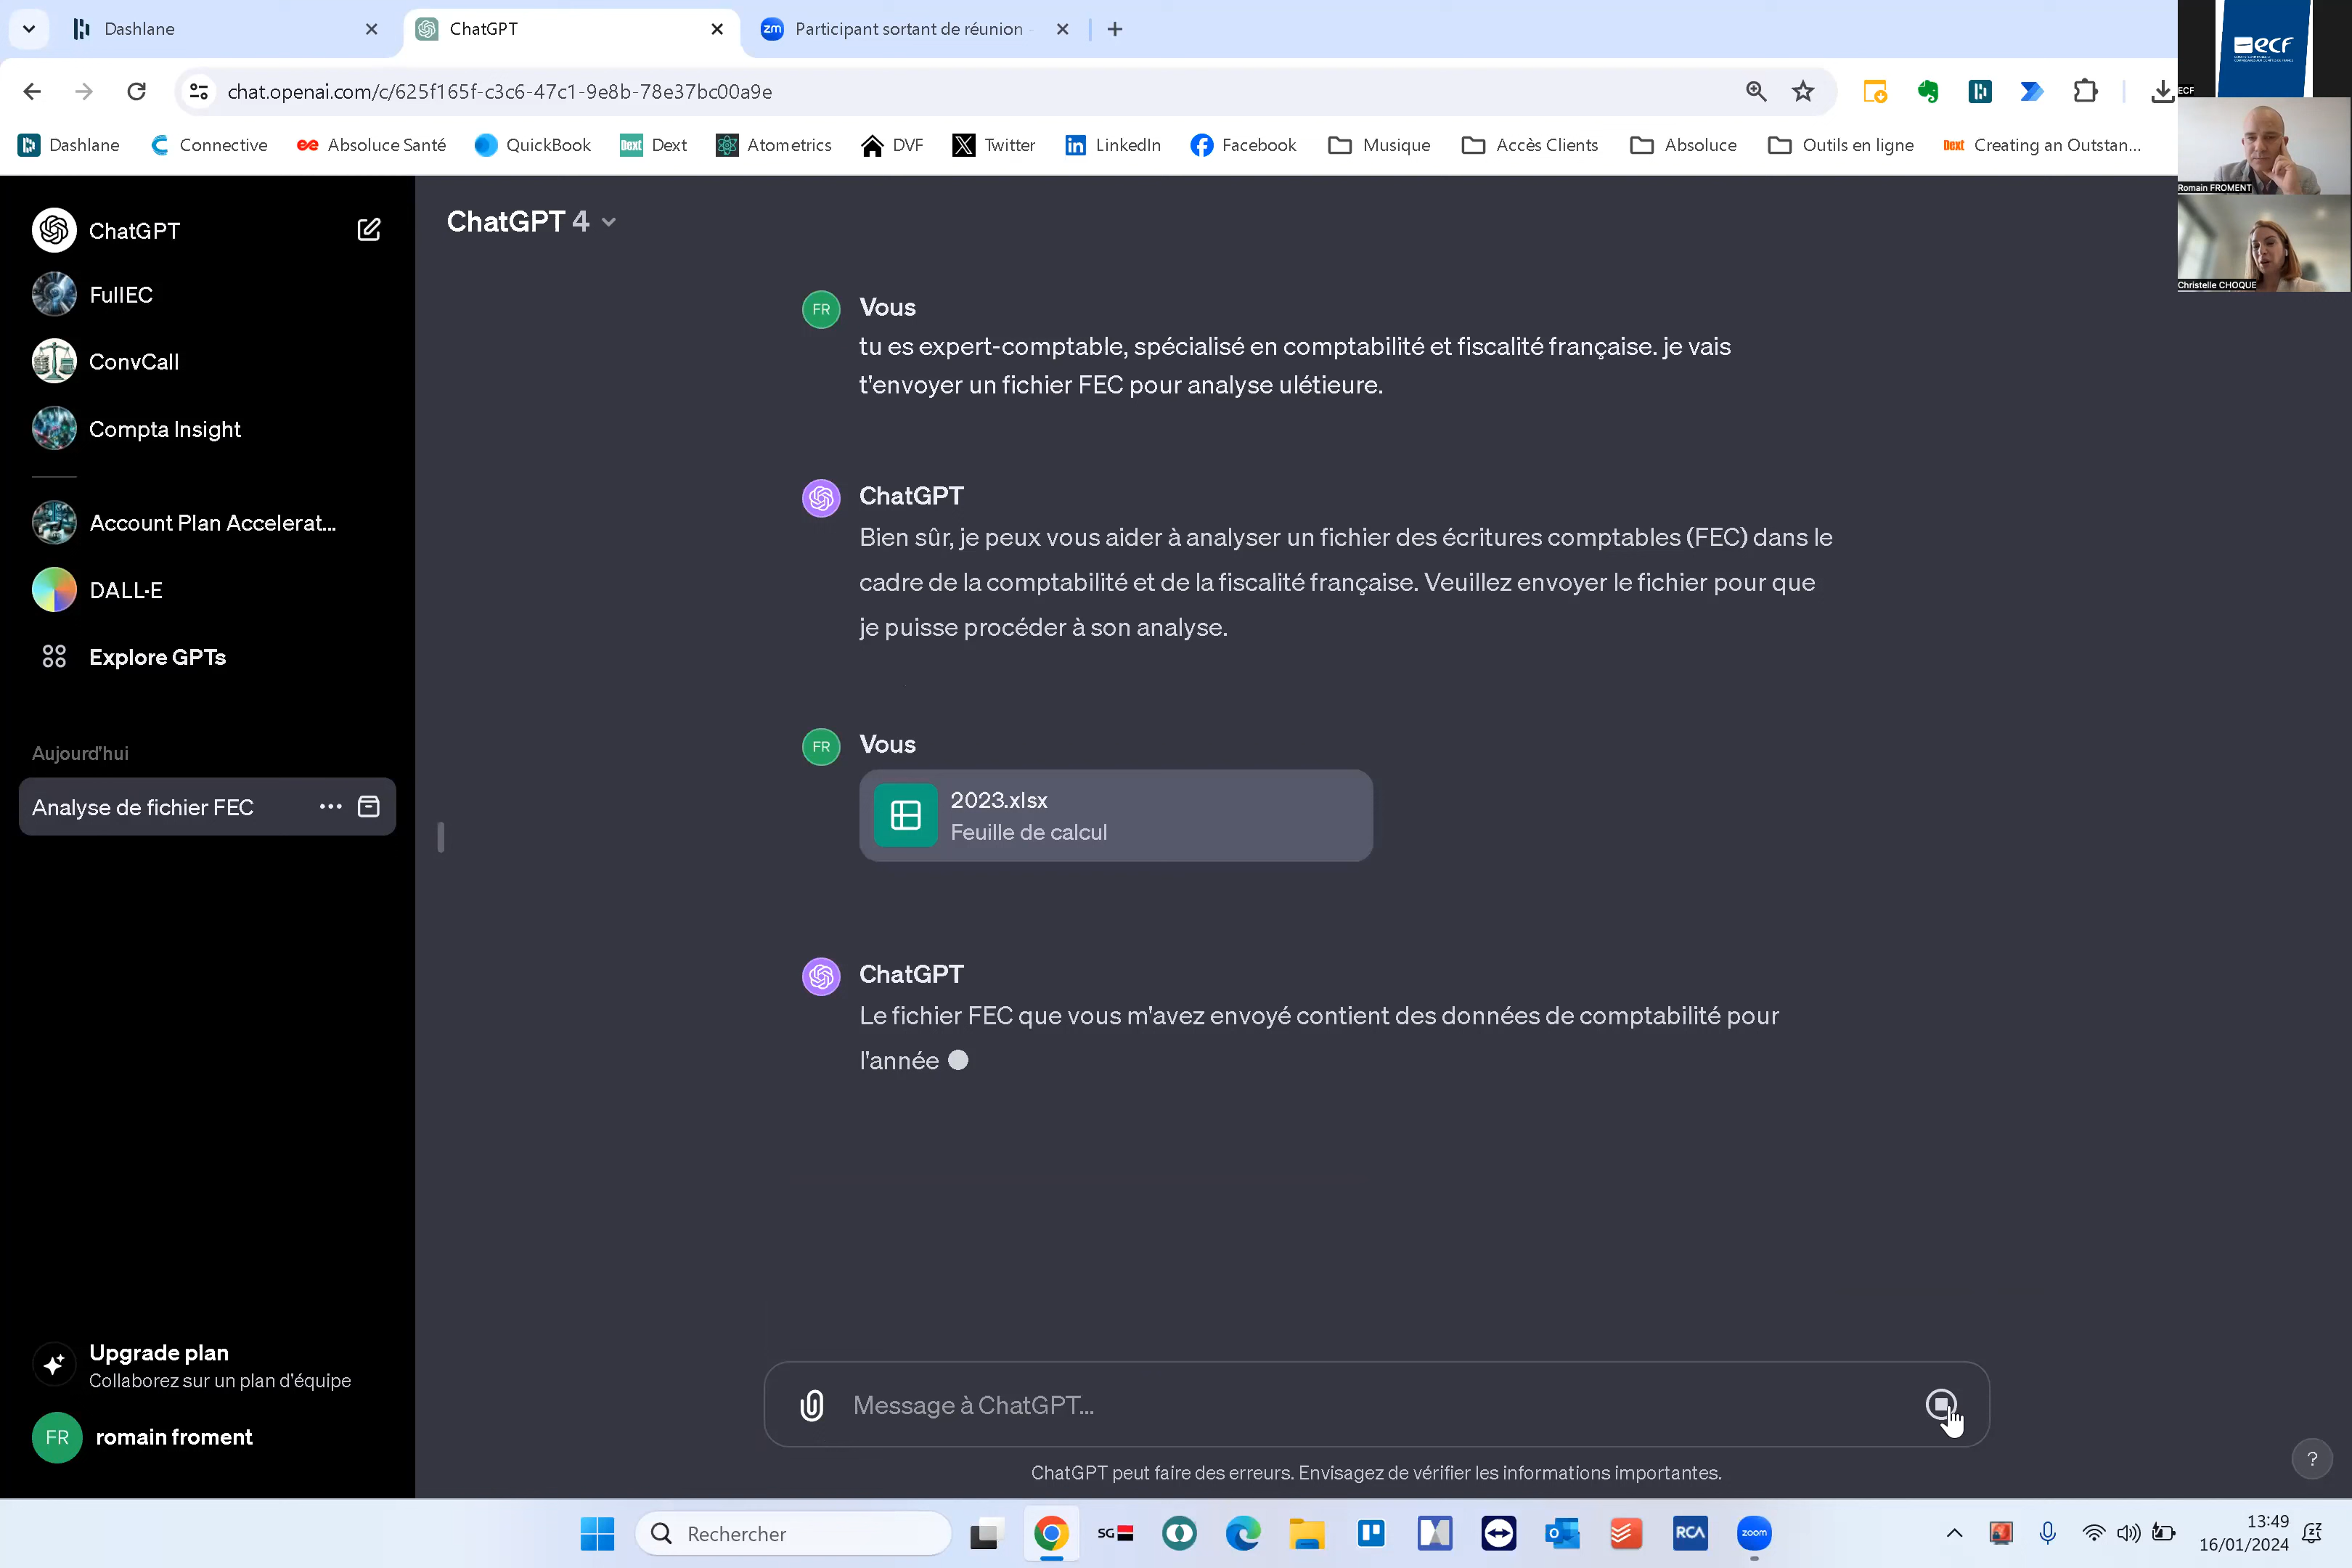 Dashlane
ChatGPT
zm
Participant sortant de réunion
chat.openai.com/c/625f165f-c3c6-47c1-9e8b-78e37bc00a9e
Dashlane
Connective
Absoluce Santé
QuickBook
Dext
Dext
Atometrics
DVF
Twitter
LinkedIn
Facebook
Musique
Accès Clients
Absoluce
Outils en ligne
Dext
Creating an Outstan...
ecf
ECF
Romain FROMENT
Christelle CHOQUE
ChatGPT
FullEC
ConvCall
Compta Insight
Account Plan Accelerat...
DALL·E
Explore GPTs
Aujourd'hui
Analyse de fichier FEC
Upgrade plan
Collaborez sur un plan d'équipe
FR
romain froment
ChatGPT 4
FR
Vous
tu es expert-comptable, spécialisé en comptabilité et fiscalité française. je vais
t'envoyer un fichier FEC pour analyse ulétieure.
ChatGPT
Bien sûr, je peux vous aider à analyser un fichier des écritures comptables (FEC) dans le
cadre de la comptabilité et de la fiscalité française. Veuillez envoyer le fichier pour que
je puisse procéder à son analyse.
FR
Vous
2023.xlsx
Feuille de calcul
ChatGPT
Le fichier FEC que vous m'avez envoyé contient des données de comptabilité pour
l'année
Message à ChatGPT...
ChatGPT peut faire des erreurs. Envisagez de vérifier les informations importantes.
?
Rechercher
SG
RCA
zoom
13:49
16/01/2024